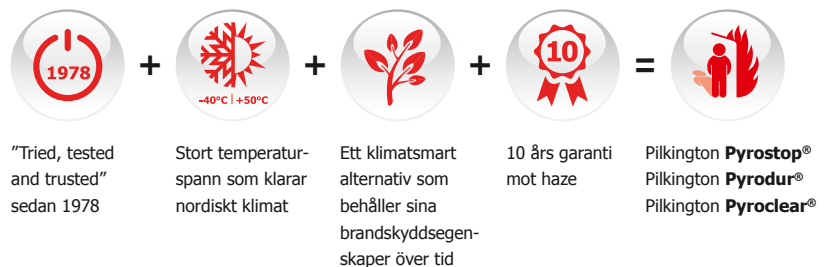 1978
+
-40°C | +50°C
+
+
10
=
”Tried, tested
and trusted”
sedan 1978
Stort temperatur-
spann som klarar
nordiskt klimat
Ett klimatsmart
alternativ som
behåller sina
brandskyddsegen-
skaper över tid
10 års garanti
mot haze
Pilkington Pyrostop®
Pilkington Pyrodur®
Pilkington Pyroclear®